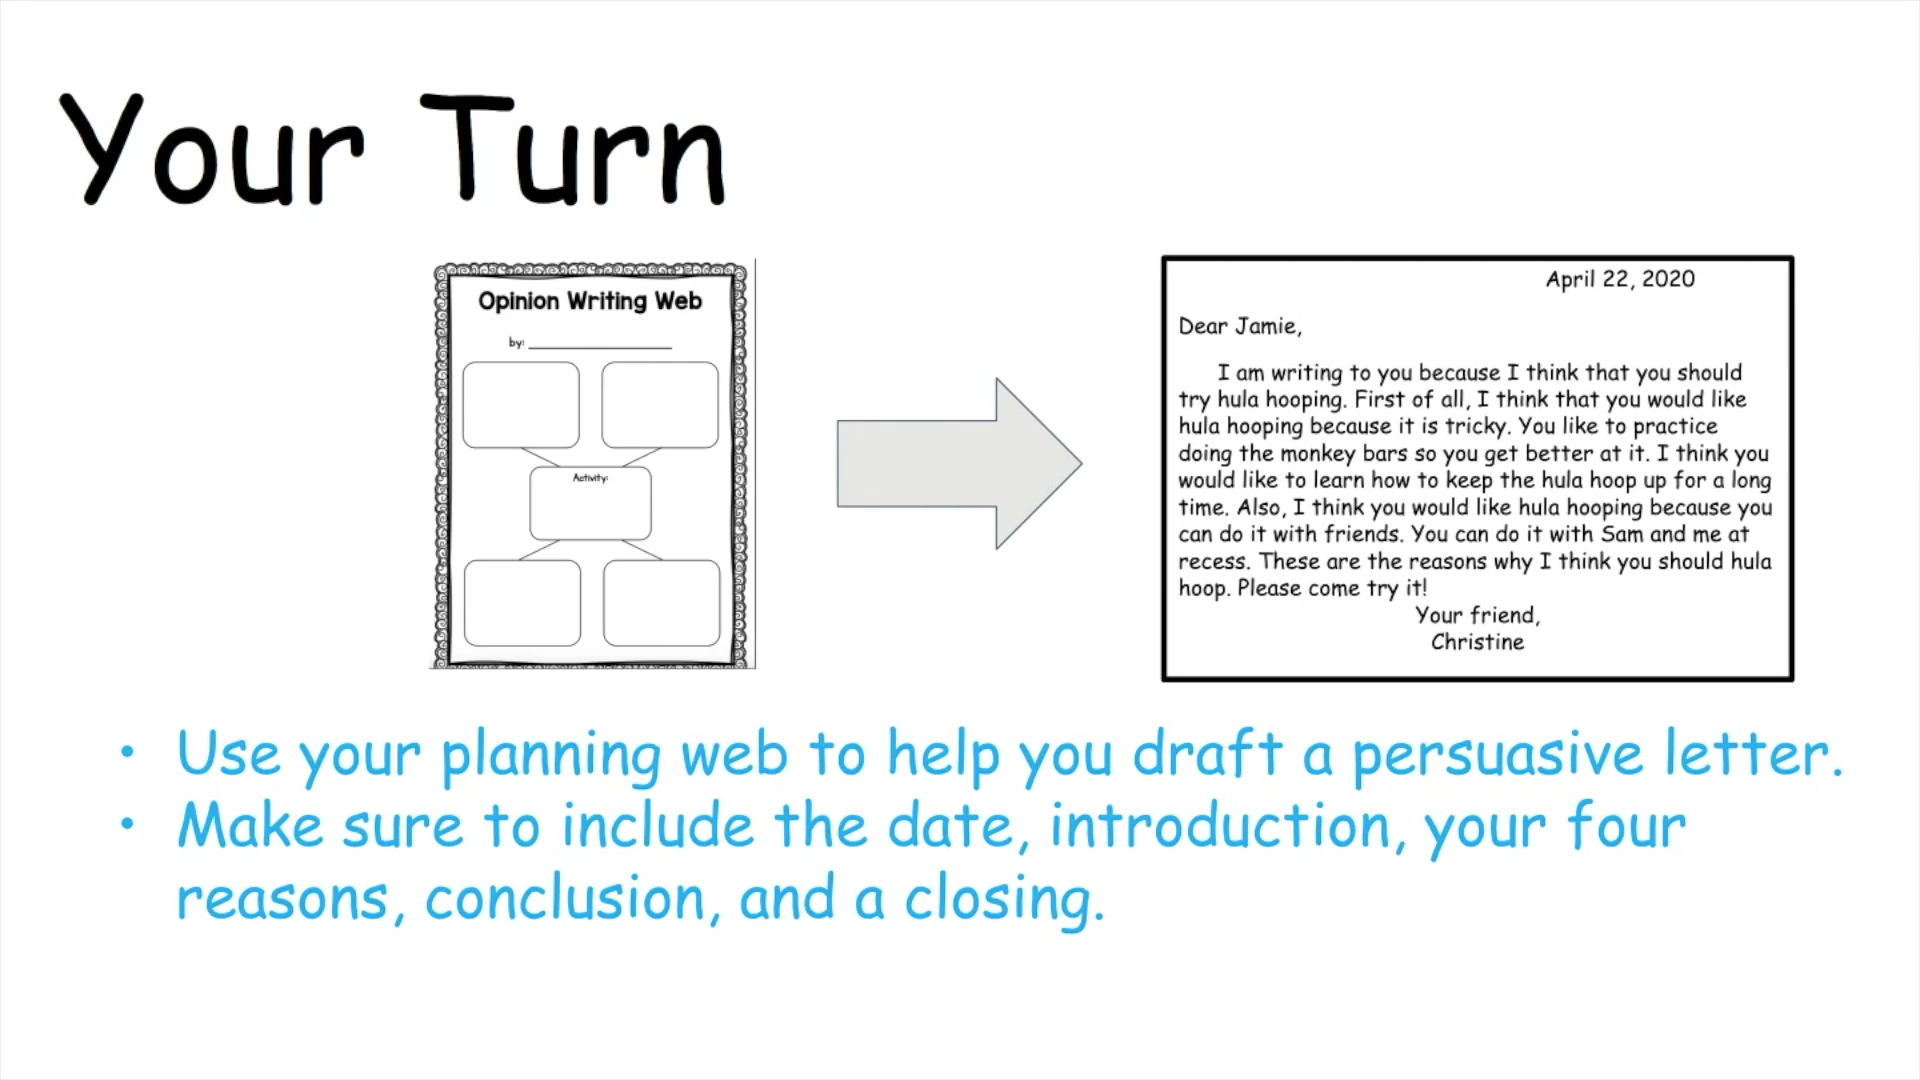 Your Turn
Opinion Writing Web
by:
Activity:
April 22, 2020
Dear Jamie,
I am writing to you because I think that you should
try hula hooping. First of all, I think that you would like
hula hooping because it is tricky. You like to practice
doing the monkey bars so you get better at it. I think you
would like to learn how to keep the hula hoop up for a long
time. Also, I think you would like hula hooping because you
can do it with friends. You can do it with Sam and me at
recess. These are the reasons why I think you should hula
hoop. Please come try it!
Your friend,
Christine
• Use your planning web to help you draft a persuasive letter.
• Make sure to include the date, introduction, your four
reasons, conclusion, and a closing.